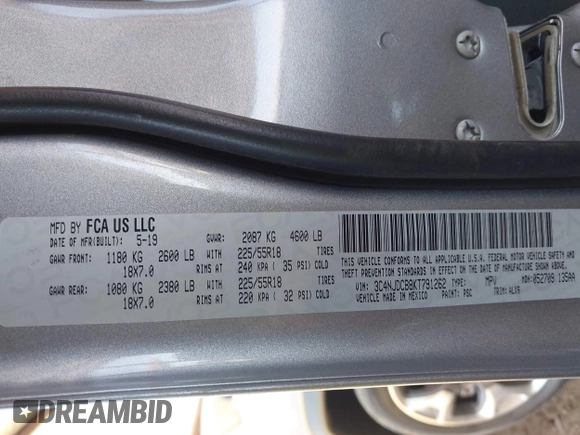 MFD BY FCA US LLC
DATE OF MFR(BUILT): 5-19
GVWR: 2087 KG 4600 LB
GAWR FRONT: 1180 KG 2600 LB WITH 225/55R18 TIRES
18X7.0 RIMS AT 240 KPA ( 35 PSI) COLD
GAWR REAR: 1080 KG 2380 LB WITH 225/55R18 TIRES
18X7.0 RIMS AT 220 KPA ( 32 PSI) COLD
THIS VEHICLE CONFORMS TO ALL APPLICABLE U.S.A. FEDERAL MOTOR VEHICLE SAFETY AND
THEFT PREVENTION STANDARDS IN EFFECT ON THE DATE OF MANUFACTURE SHOWN ABOVE.
VIN: 3C4NJDCB8KT791262 TYPE: MPV MDH: 052709 135AA
VEHICLE MADE IN MEXICO PAINT: PSC TRIM:
DREAMBID